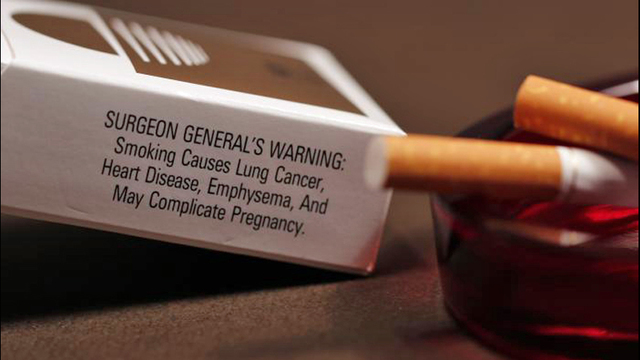 SURGEON GENERAL'S WARNING:
Smoking Causes Lung Cancer,
Heart Disease, Emphysema, And
May Complicate Pregnancy.